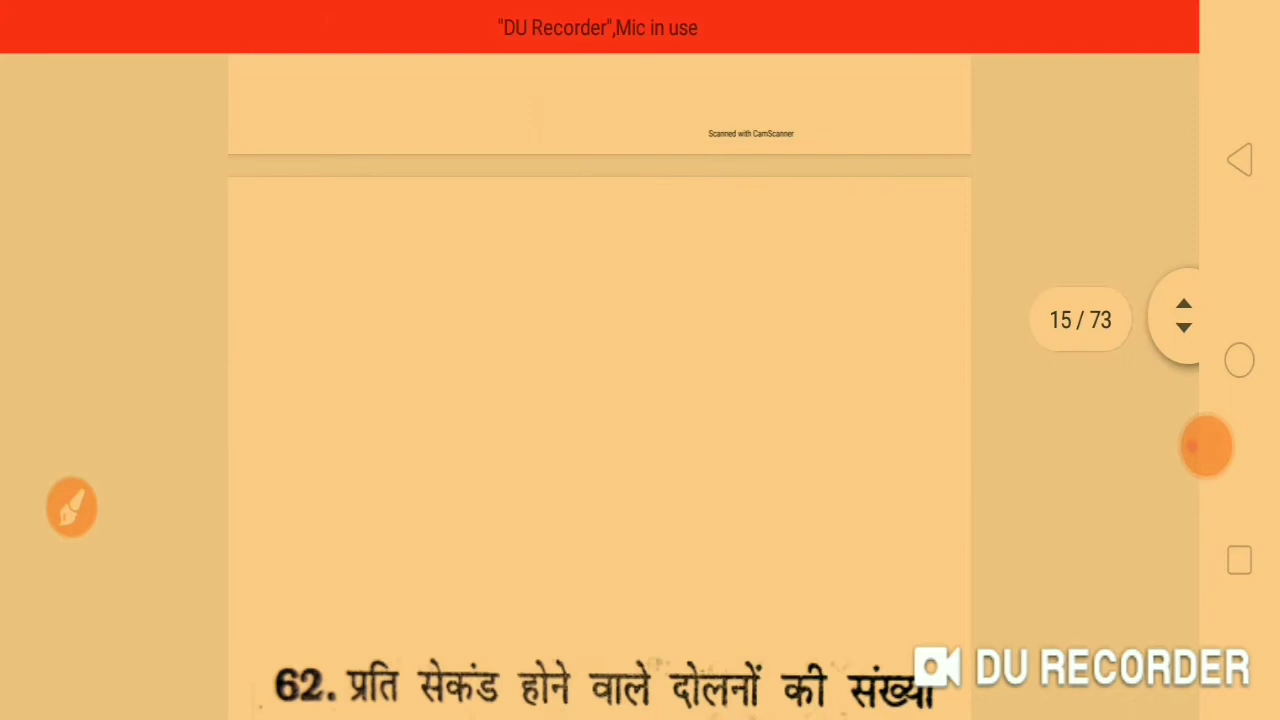 "DU Recorder",Mic in use
Scanned with CamScanner
15 / 73
62. प्रति सेकंड होने वाले दोलनों की संख्या
DU RECORDER